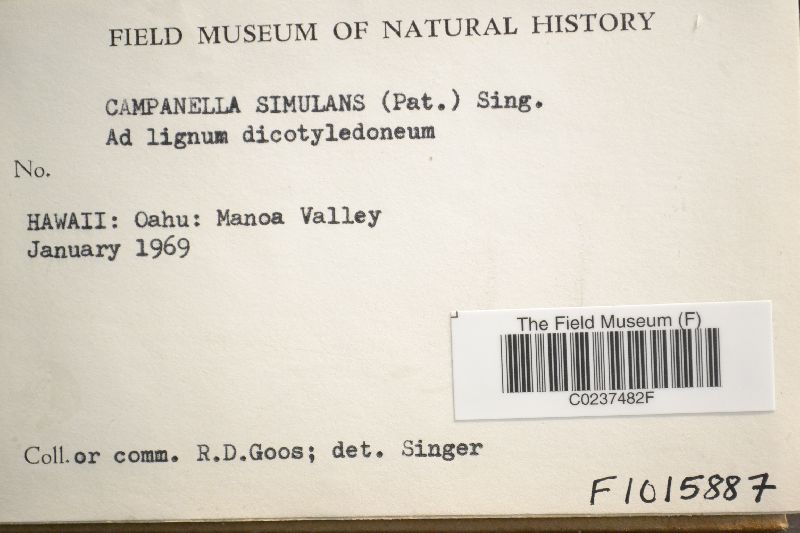 FIELD MUSEUM OF NATURAL HISTORY
CAMPANELLA SIMULANS (Pat.) Sing.
Ad lignum dicotyledoneum
No.
HAWAII: Oahu: Manoa Valley
January 1969
The Field Museum (F)
C0237482F
Coll. or comm. R.D.Goos; det. Singer
F1015887